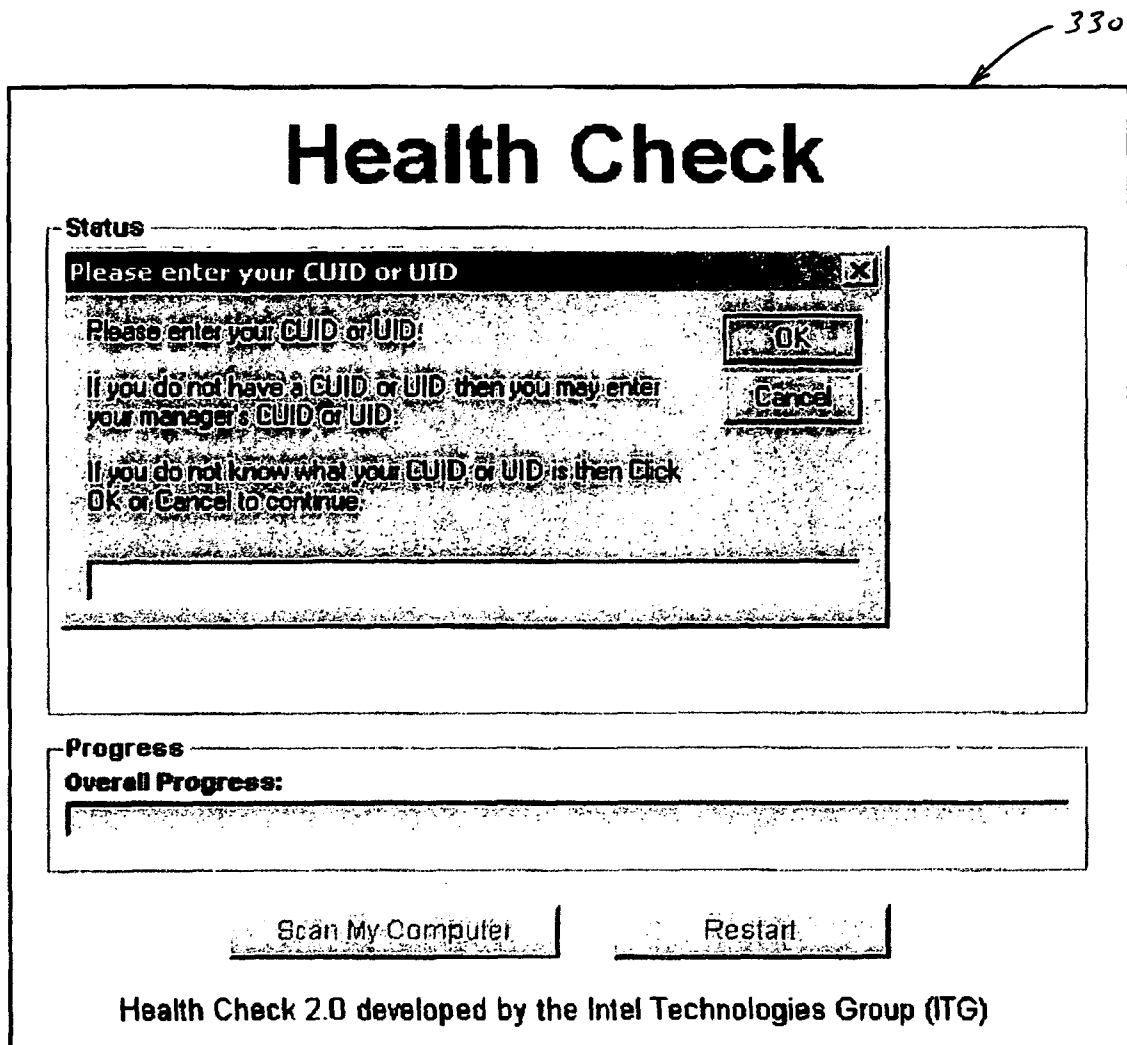 330
Health Check
Status
Please enter your CUID or UID
Please enter your CUID or UID:
OK
If you do not have a CUID or UID then you may enter
your manager's CUID or UID.
Cancel
If you do not know what your CUID or UID is then Click
OK or Cancel to continue.
Progress
Overall Progress:
Scan My Computer
Restart
Health Check 2.0 developed by the Intel Technologies Group (ITG)